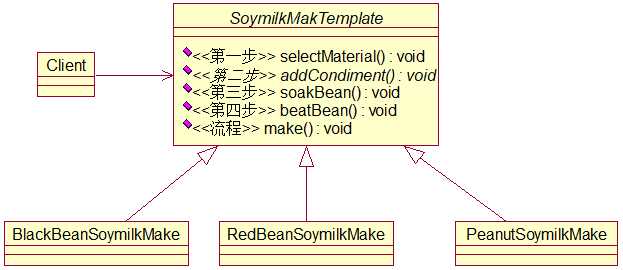 SoymilkMakTemplate
Client
<<第一步>> selectMaterial() : void
<<第二步>> addCondiment() : void
<<第三步>> soakBean() : void
<<第四步>> beatBean() : void
<<流程>> make() : void
BlackBeanSoymilkMake
RedBeanSoymilkMake
PeanutSoymilkMake